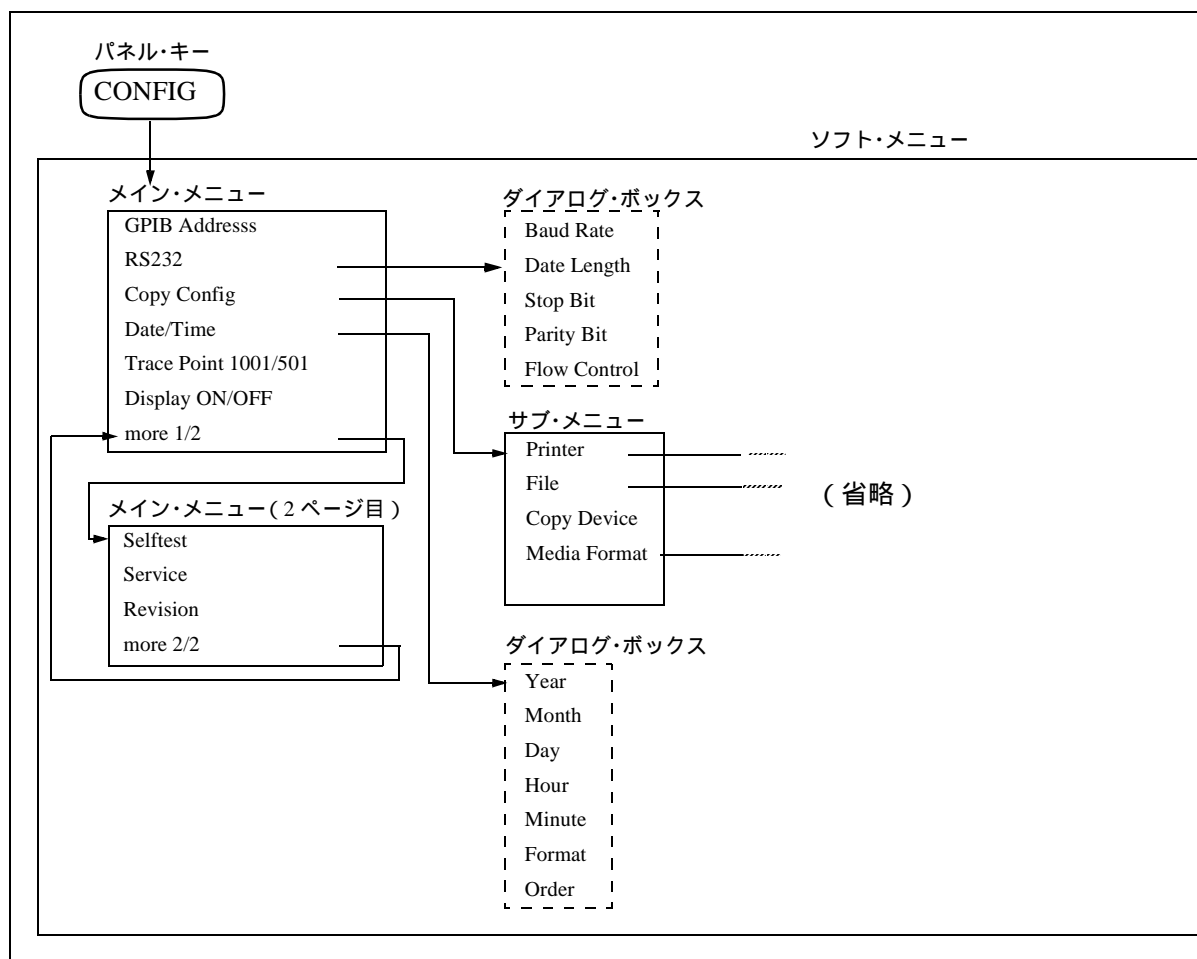 パネル・キー
CONFIG
ソフト・メニュー
メイン・メニュー
GPIB Addresss
RS232
Copy Config
Date/Time
Trace Point 1001/501
Display ON/OFF
more 1/2
メイン・メニュー(2 ページ目)
Selftest
Service
Revision
more 2/2
ダイアログ・ボックス
Baud Rate
Date Length
Stop Bit
Parity Bit
Flow Control
サブ・メニュー
Printer
File
Copy Device
Media Format
(省略)
ダイアログ・ボックス
Year
Month
Day
Hour
Minute
Format
Order